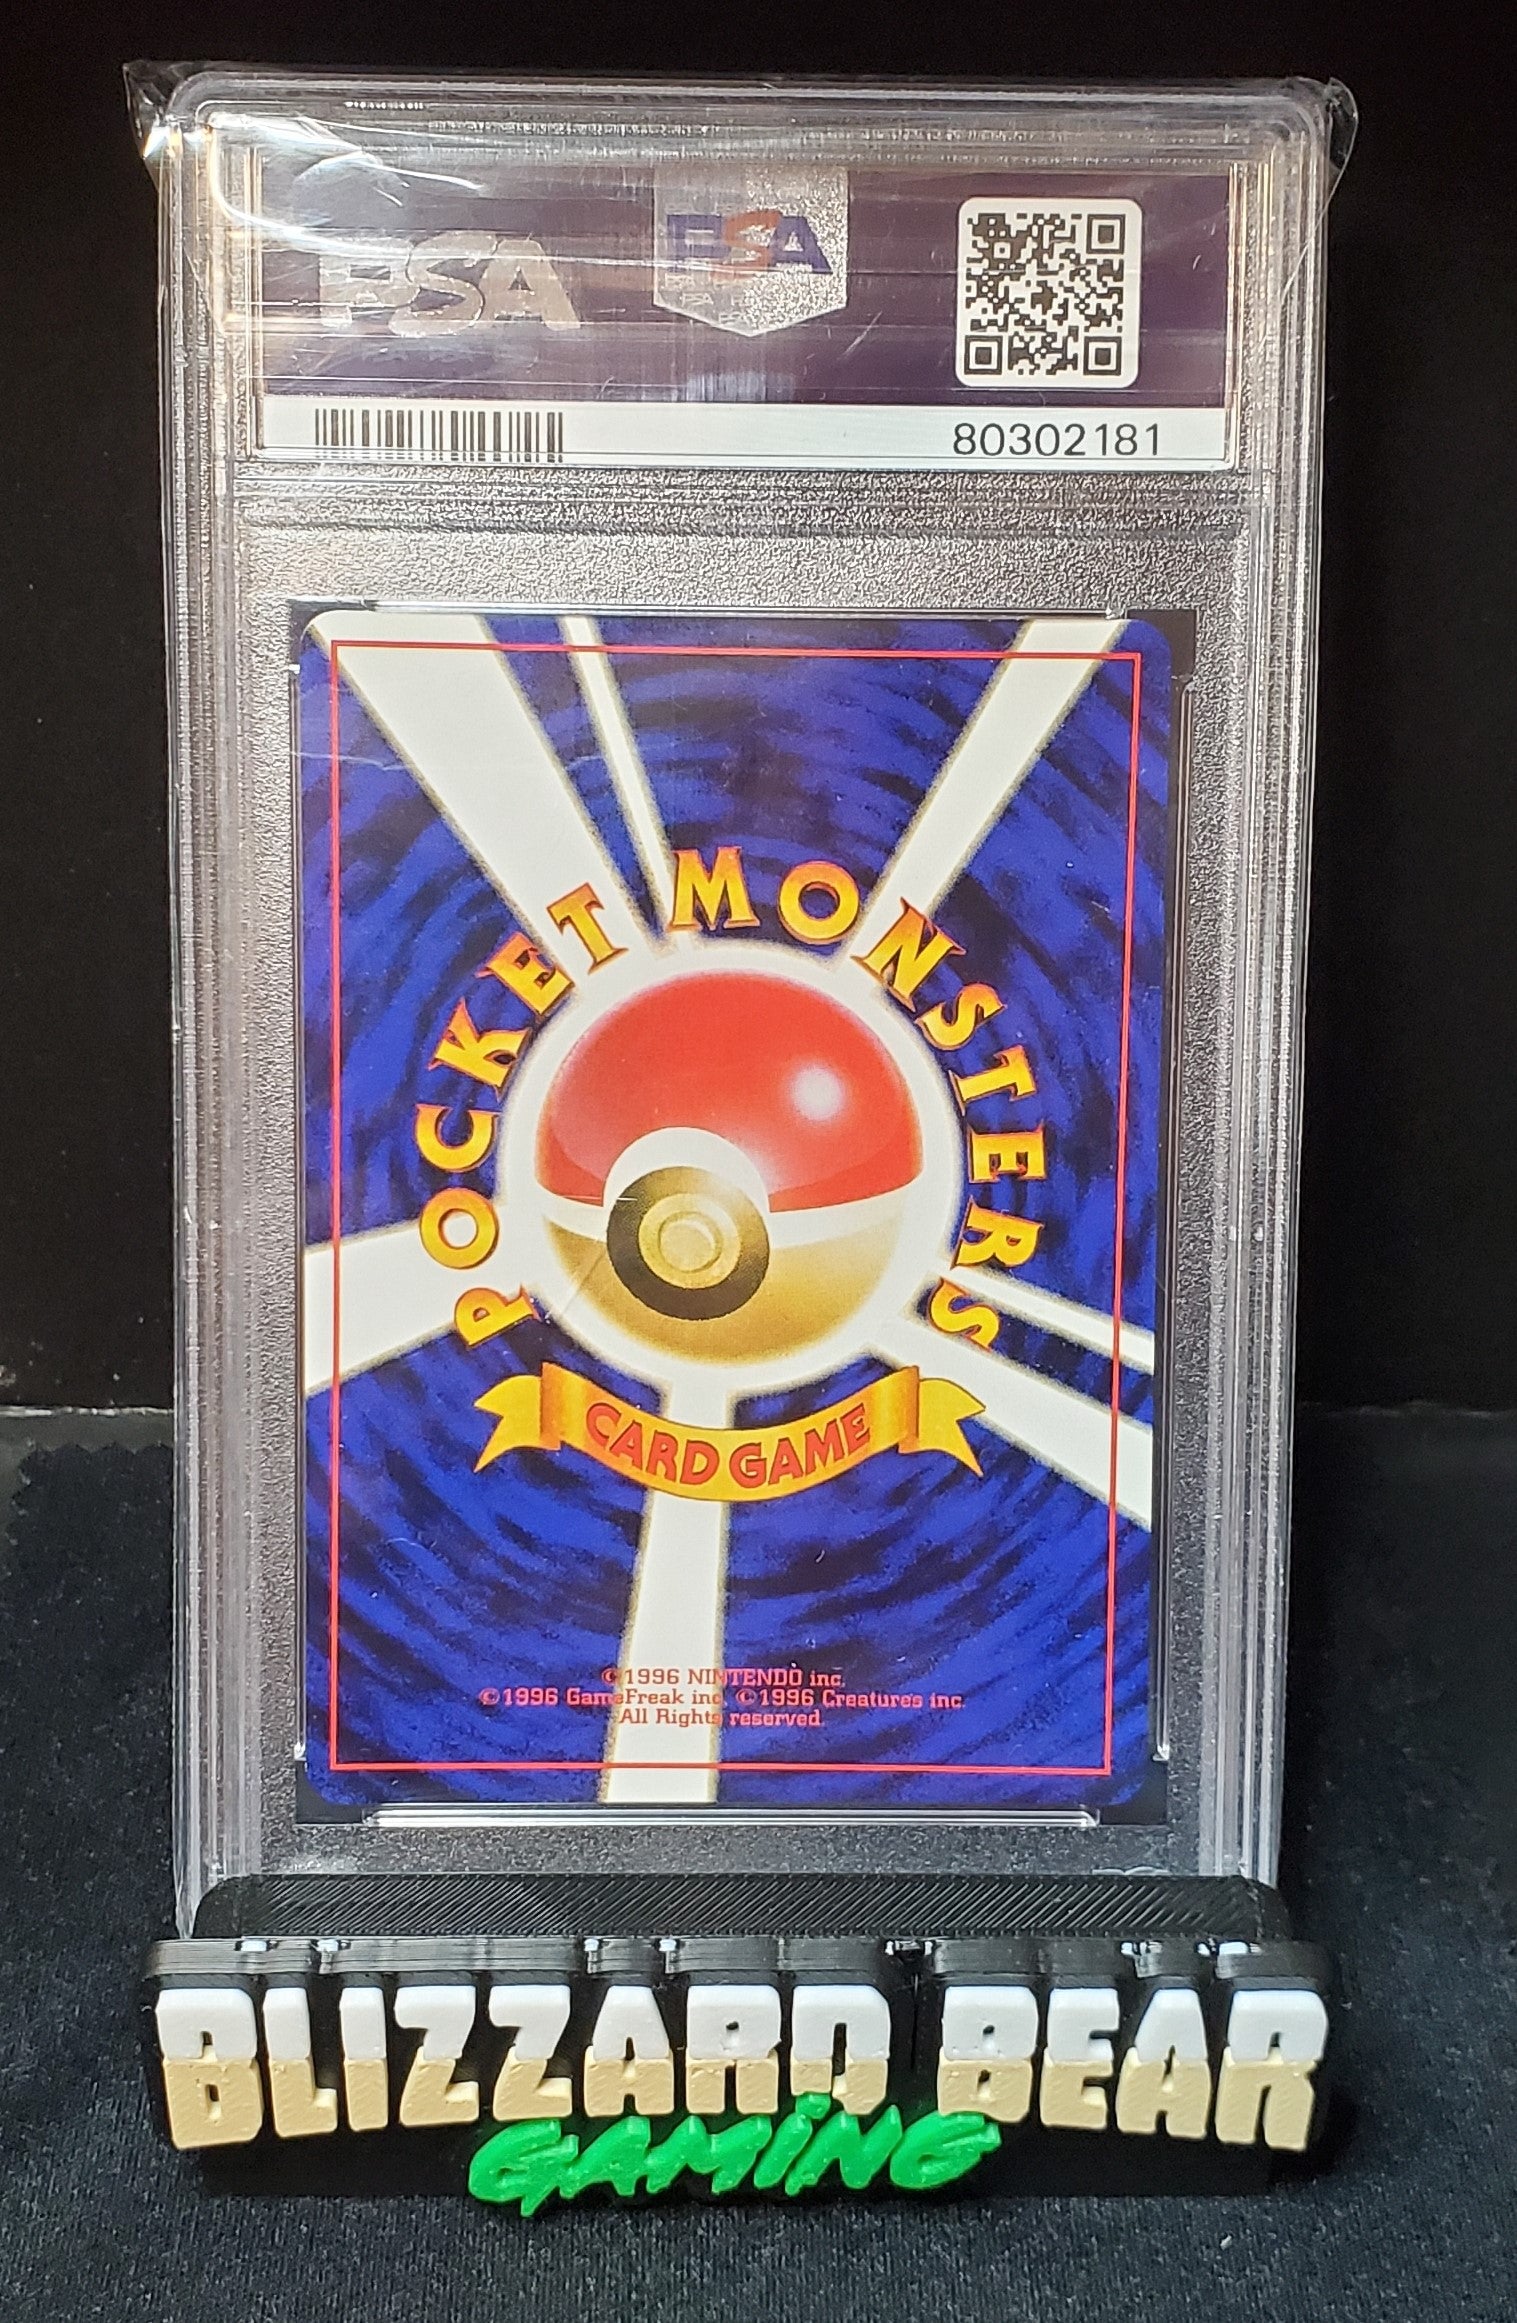 PSA
PSA
80302181
POCKET MONSTERS
CARD GAME
©1996 NINTENDO inc.
©1996 GameFreak inc. ©1996 Creatures inc.
All Rights reserved.
BLIZZARD BEAR
GAMING